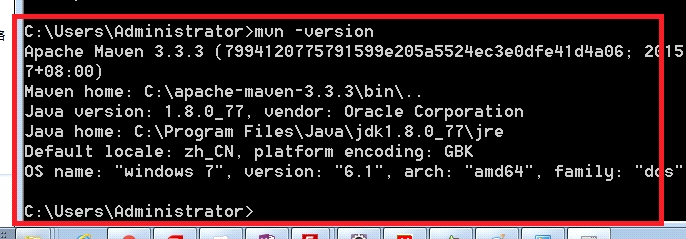 C:\Users\Administrator>mvn -version
Apache Maven 3.3.3 (7994120775791599e205a5524ec3e0dfe41d4a06; 2015
7+08:00)
Maven home: C:\apache-maven-3.3.3\bin\..
Java version: 1.8.0_77, vendor: Oracle Corporation
Java home: C:\Program Files\Java\jdk1.8.0_77\jre
Default locale: zh_CN, platform encoding: GBK
OS name: "windows 7", version: "6.1", arch: "amd64", family: "dos"
C:\Users\Administrator>